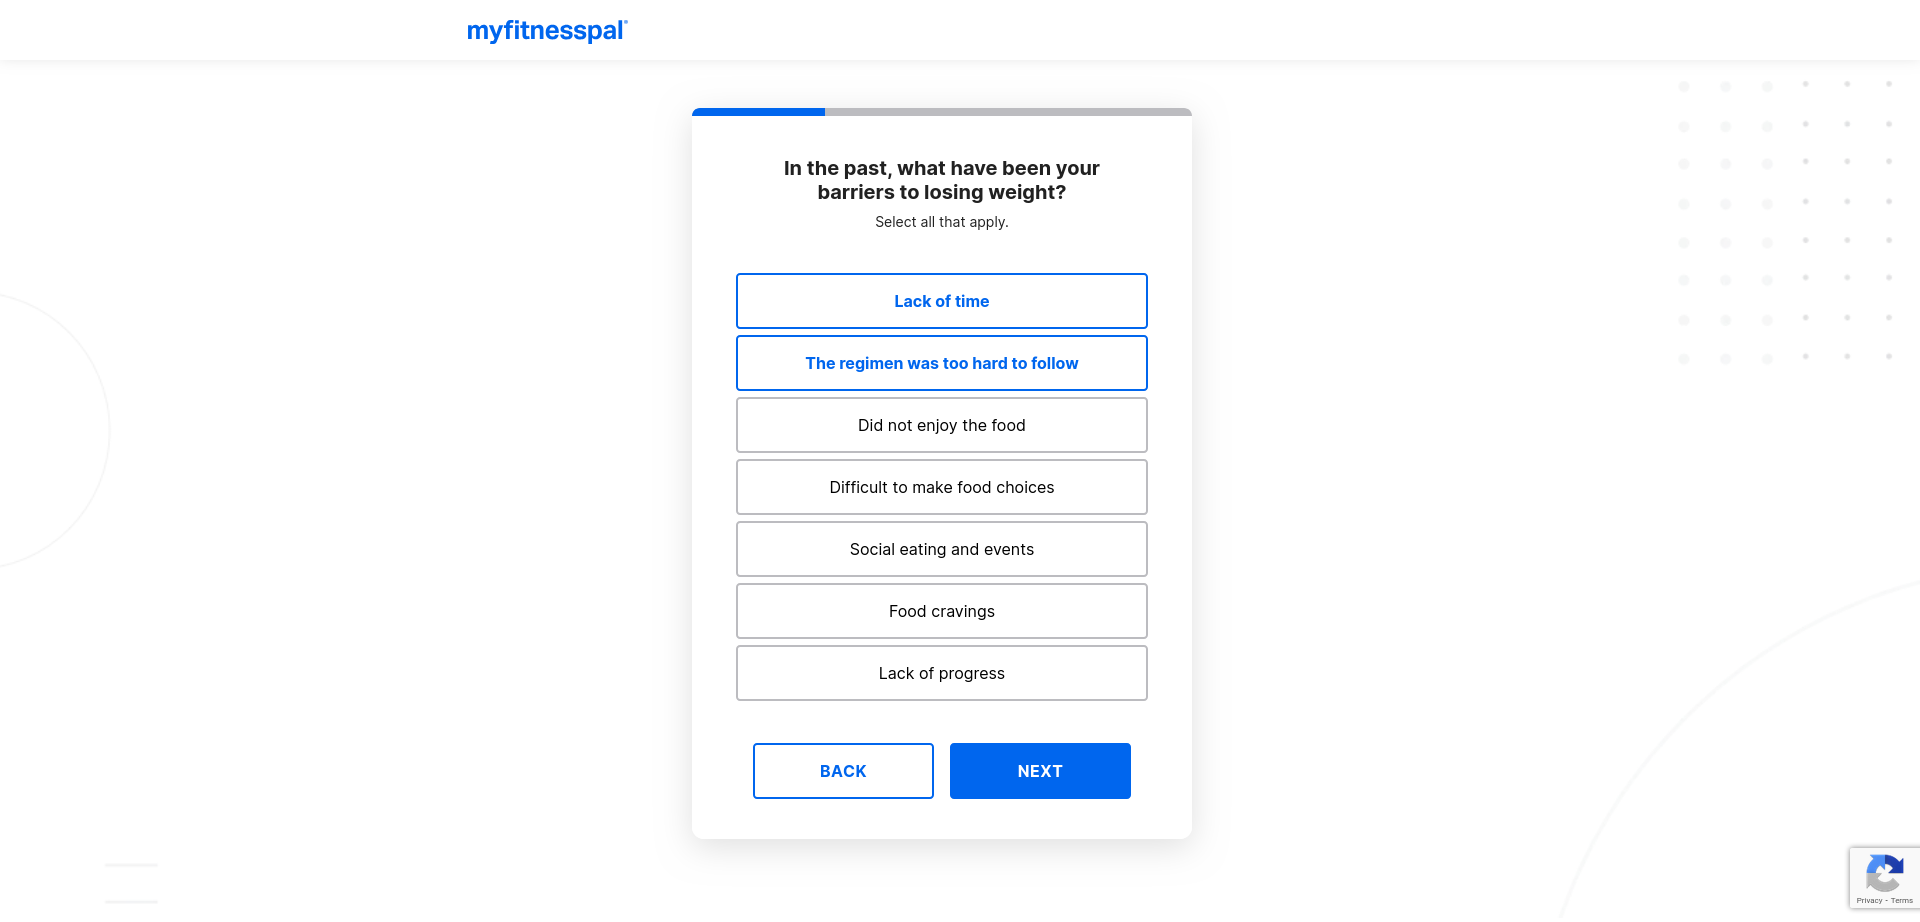 myfitnesspal®
In the past, what have been your
barriers to losing weight?
Select all that apply.
Lack of time
The regimen was too hard to follow
Did not enjoy the food
Difficult to make food choices
Social eating and events
Food cravings
Lack of progress
BACK
NEXT
Privacy - Terms